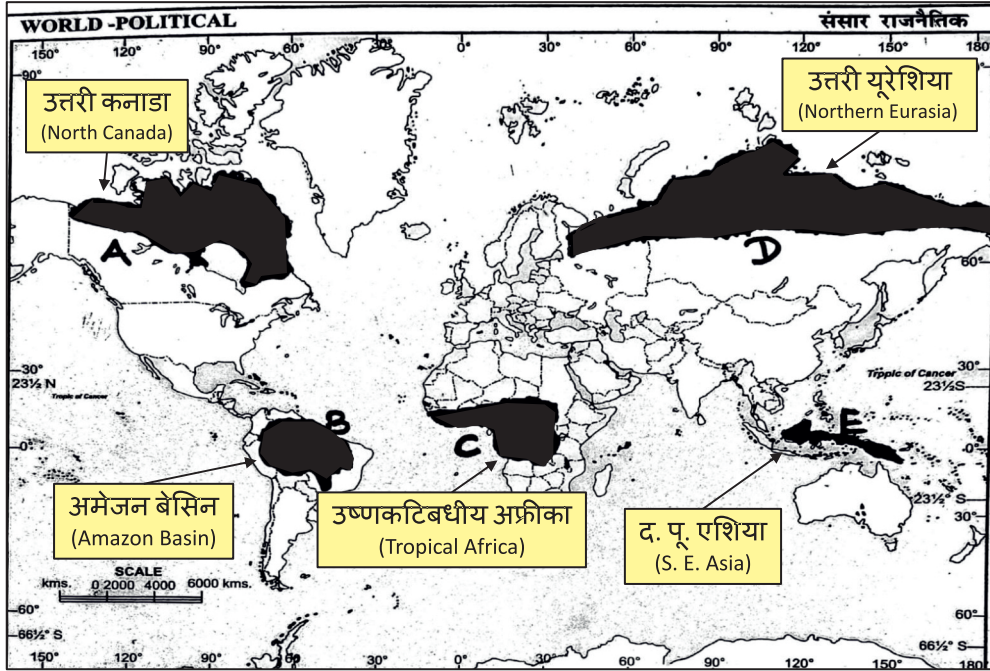 WORLD -POLITICAL
संसार राजनैतिक
150° 120° 90° 60° 30° 0° 30° 60° 90° 120° 150° 180°
90°
उत्तरी कनाडा
(North Canada)
उत्तरी यूरेशिया
(Northern Eurasia)
A
D
60°
30°
23½ N
Tropic of Cancer
Tropic of Cancer
30°
23½°S
B
C
E
0°
0°
अमेजन बेसिन
(Amazon Basin)
उष्णकटिबधीय अफ्रीका
(Tropical Africa)
द. पू. एशिया
(S. E. Asia)
23½° S
30°
SCALE
kms. 0 2000 4000 6000 kms.
60°
66½° S
60°
66½° S
150° 120° 90° 60° 30° 0° 30° 60° 90° 120° 150° 180°